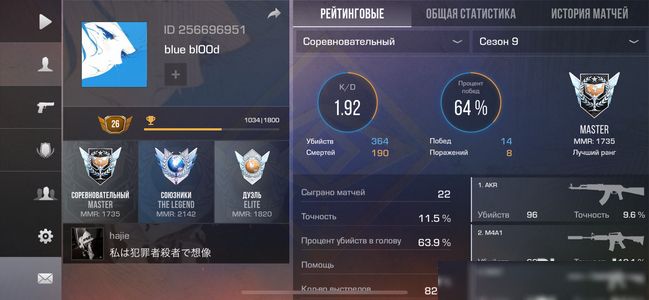 ID 256696951
blue bl00d
26
1034|1800
СОРЕВНОВАТЕЛЬНЫЙ
MASTER
MMR: 1735
СОЮЗНИКИ
THE LEGEND
MMR: 2142
ДУЭЛЬ
ELITE
MMR: 1820
hajie
私は犯罪者殺者で想像
РЕЙТИНГОВЫЕ
ОБЩАЯ СТАТИСТИКА
ИСТОРИЯ МАТЧЕЙ
Соревновательный
Сезон 9
K/D
1.92
Убийств 364
Смертей 190
Процент
побед
64 %
Побед 14
Поражений 8
MASTER
MMR: 1735
Лучший ранг
Сыграно матчей 22
Точность 11.5 %
Процент убийств в голову 63.9 %
Помощь
82
1. AKR
Убийств 96
Точность 9.6 %
2. M4A1